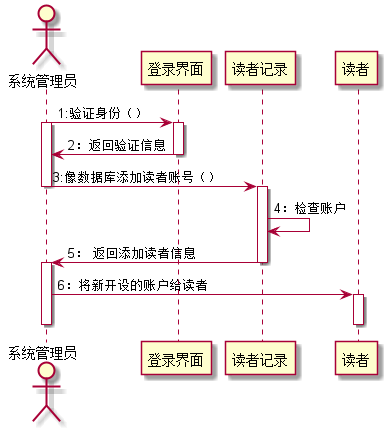 系统管理员
登录界面
读者记录
读者
1:验证身份（）
2：返回验证信息
3:像数据库添加读者账号（）
4：检查账户
5： 返回添加读者信息
6：将新开设的账户给读者
系统管理员
登录界面
读者记录
读者